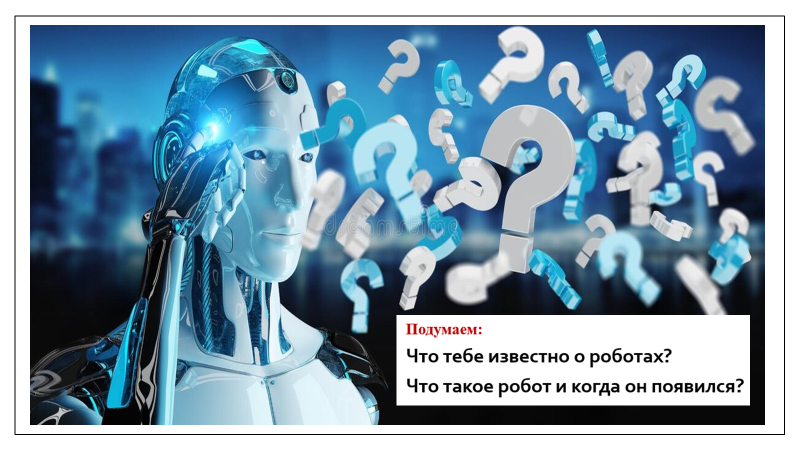 Подумаем:
Что тебе известно о роботах?
Что такое робот и когда он появился?